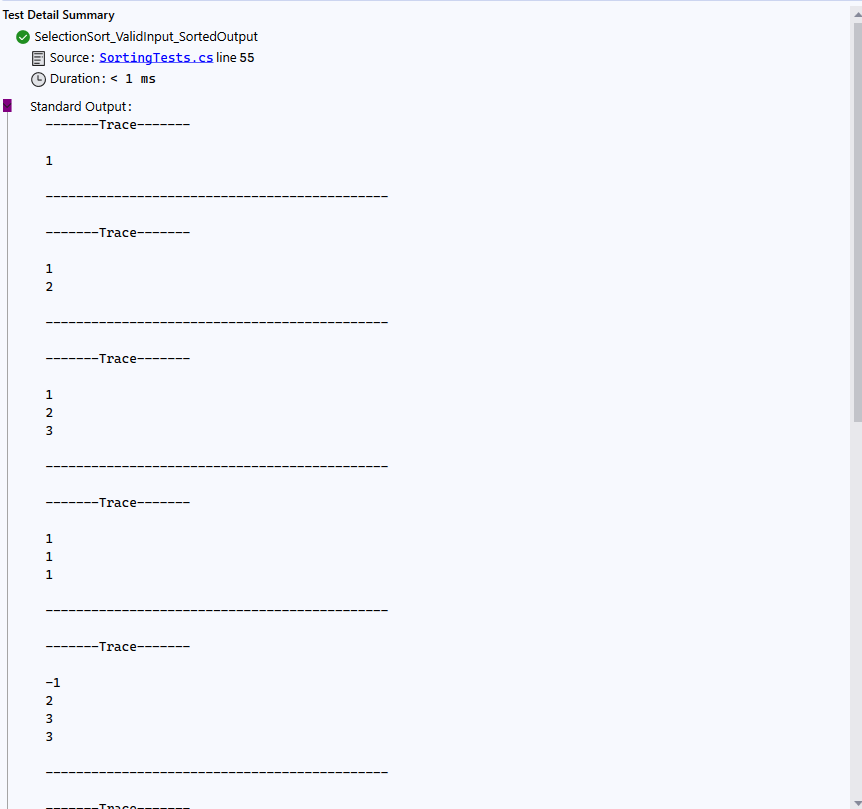 Test Detail Summary
SelectionSort_ValidInput_SortedOutput
Source: SortingTests.cs line 55
Duration: < 1 ms
Standard Output:
-------Trace-------
1
---------------------------------------------
-------Trace-------
1
2
---------------------------------------------
-------Trace-------
1
2
3
---------------------------------------------
-------Trace-------
1
1
1
---------------------------------------------
-------Trace-------
-1
2
3
3
---------------------------------------------
-------Trace-------